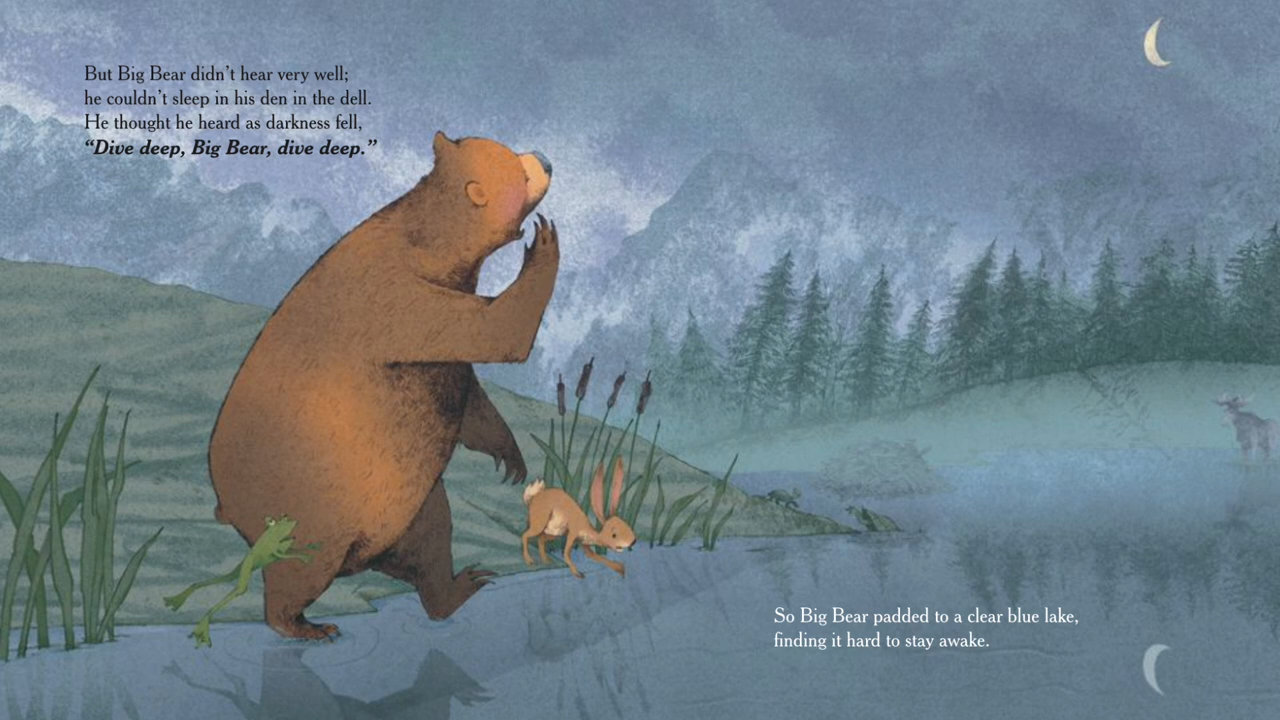 But Big Bear didn’t hear very well;
he couldn’t sleep in his den in the dell.
He thought he heard as darkness fell,
“Dive deep, Big Bear, dive deep.”
So Big Bear padded to a clear blue lake,
finding it hard to stay awake.